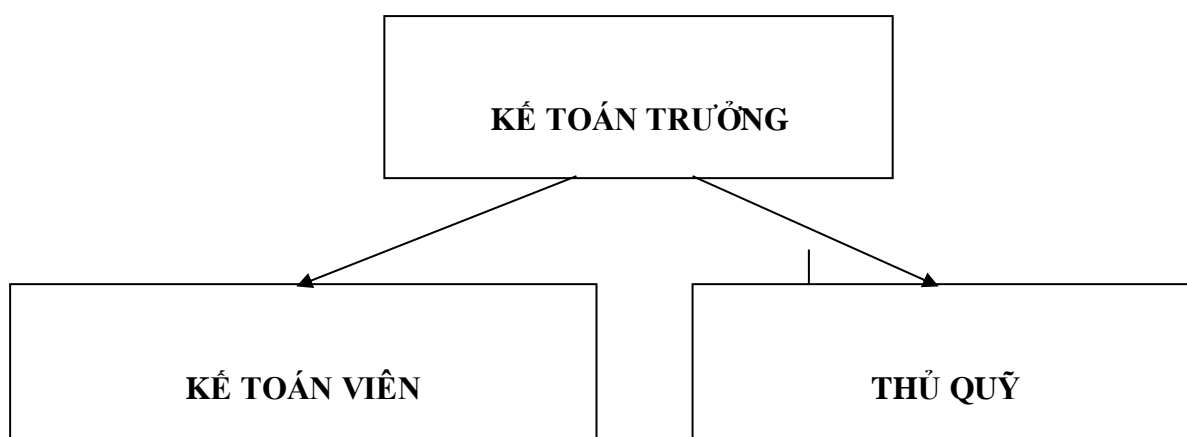 KẾ TOÁN TRƯỞNG
KẾ TOÁN VIÊN
THỦ QUỸ